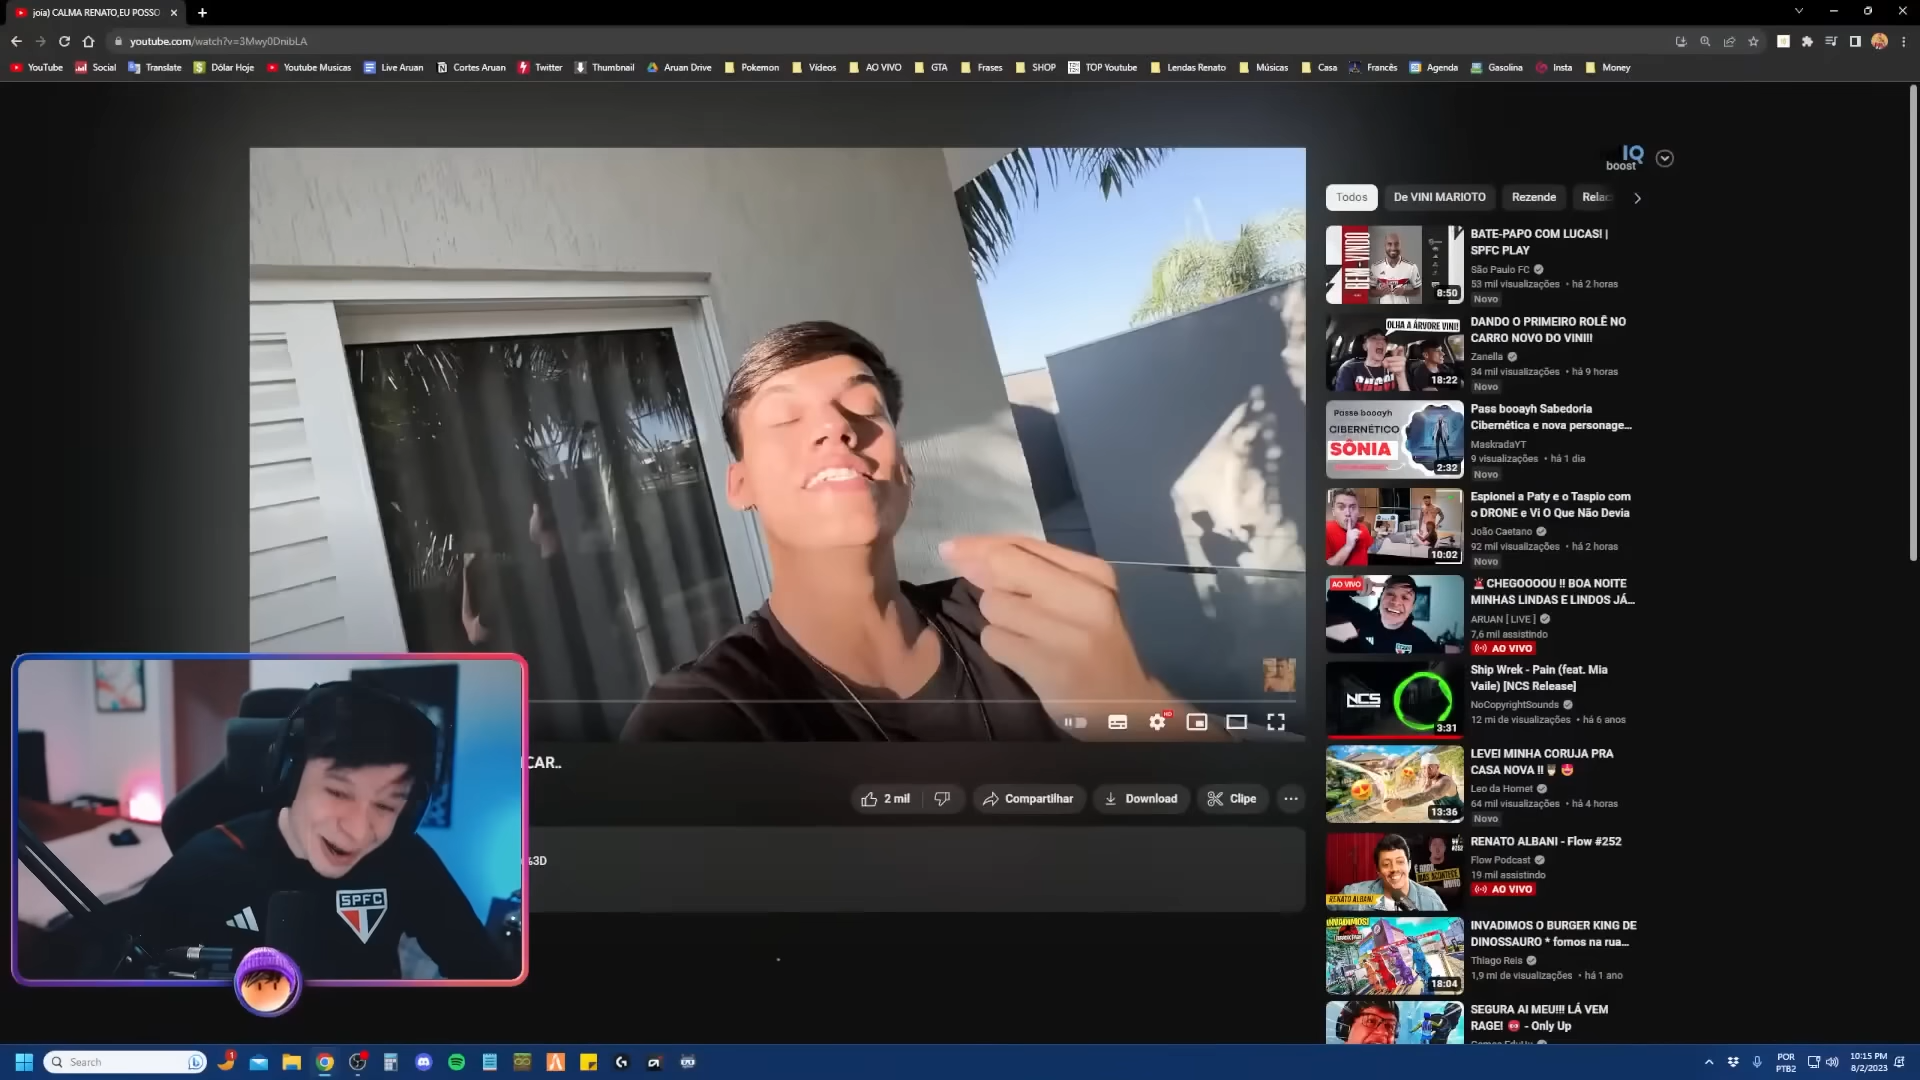 joia) CALMA RENATO,EU POSSO
youtube.com/watch?v=3Mwy0DnibLA
YouTube Social Translate Dólar Hoje Youtube Musicas Live Aruan Cortes Aruan Twitter Thumbnail Aruan Drive Pokemon Vídeos AO VIVO GTA Frases SHOP TOP Youtube Lendas Renato Músicas Casa Francês Agenda Gasolina Insta Money
IQ
boost
Todos De VINI MARIOTO Rezende Relac
BEM-VINDO
8:50
BATE-PAPO COM LUCAS! |
SPFC PLAY
São Paulo FC
53 mil visualizações • há 2 horas
Novo
OLHA A ÁRVORE VINI!
18:22
DANDO O PRIMEIRO ROLÊ NO
CARRO NOVO DO VINI!!
Zanella
34 mil visualizações • há 9 horas
Novo
Passe booayh
CIBERNÉTICO
SÔNIA
2:32
Pass booayh Sabedoria
Cibernética e nova personage...
MaskradaYT
9 visualizações • há 1 dia
Novo
10:02
Espionei a Paty e o Taspio com
o DRONE e Vi O Que Não Devia
João Caetano
92 mil visualizações • há 2 horas
Novo
AO VIVO
CHEGOOOOU !! BOA NOITE
MINHAS LINDAS E LINDOS JÁ...
ARUAN [ LIVE ]
7,6 mil assistindo
AO VIVO
NCS
3:31
Ship Wrek - Pain (feat. Mia
Vaile) [NCS Release]
NoCopyrightSounds
12 mi de visualizações • há 6 anos
13:36
LEVEI MINHA CORUJA PRA
CASA NOVA !!
Leo da Hornet
64 mil visualizações • há 4 horas
Novo
RENATO ALBANI
RENATO ALBANI - Flow #252
Flow Podcast
19 mil assistindo
AO VIVO
INVADIMOS!
18:04
INVADIMOS O BURGER KING DE
DINOSSAURO * fomos na rua...
Thiago Reis
1,9 mi de visualizações • há 1 ano
SEGURA AI MEU!!! LÁ VEM
RAGE! - Only Up
HD
CAR..
2 mil Compartilhar Download Clipe
%3D
SPFC
Search
1
POR
PTB2
10:15 PM
8/2/2023